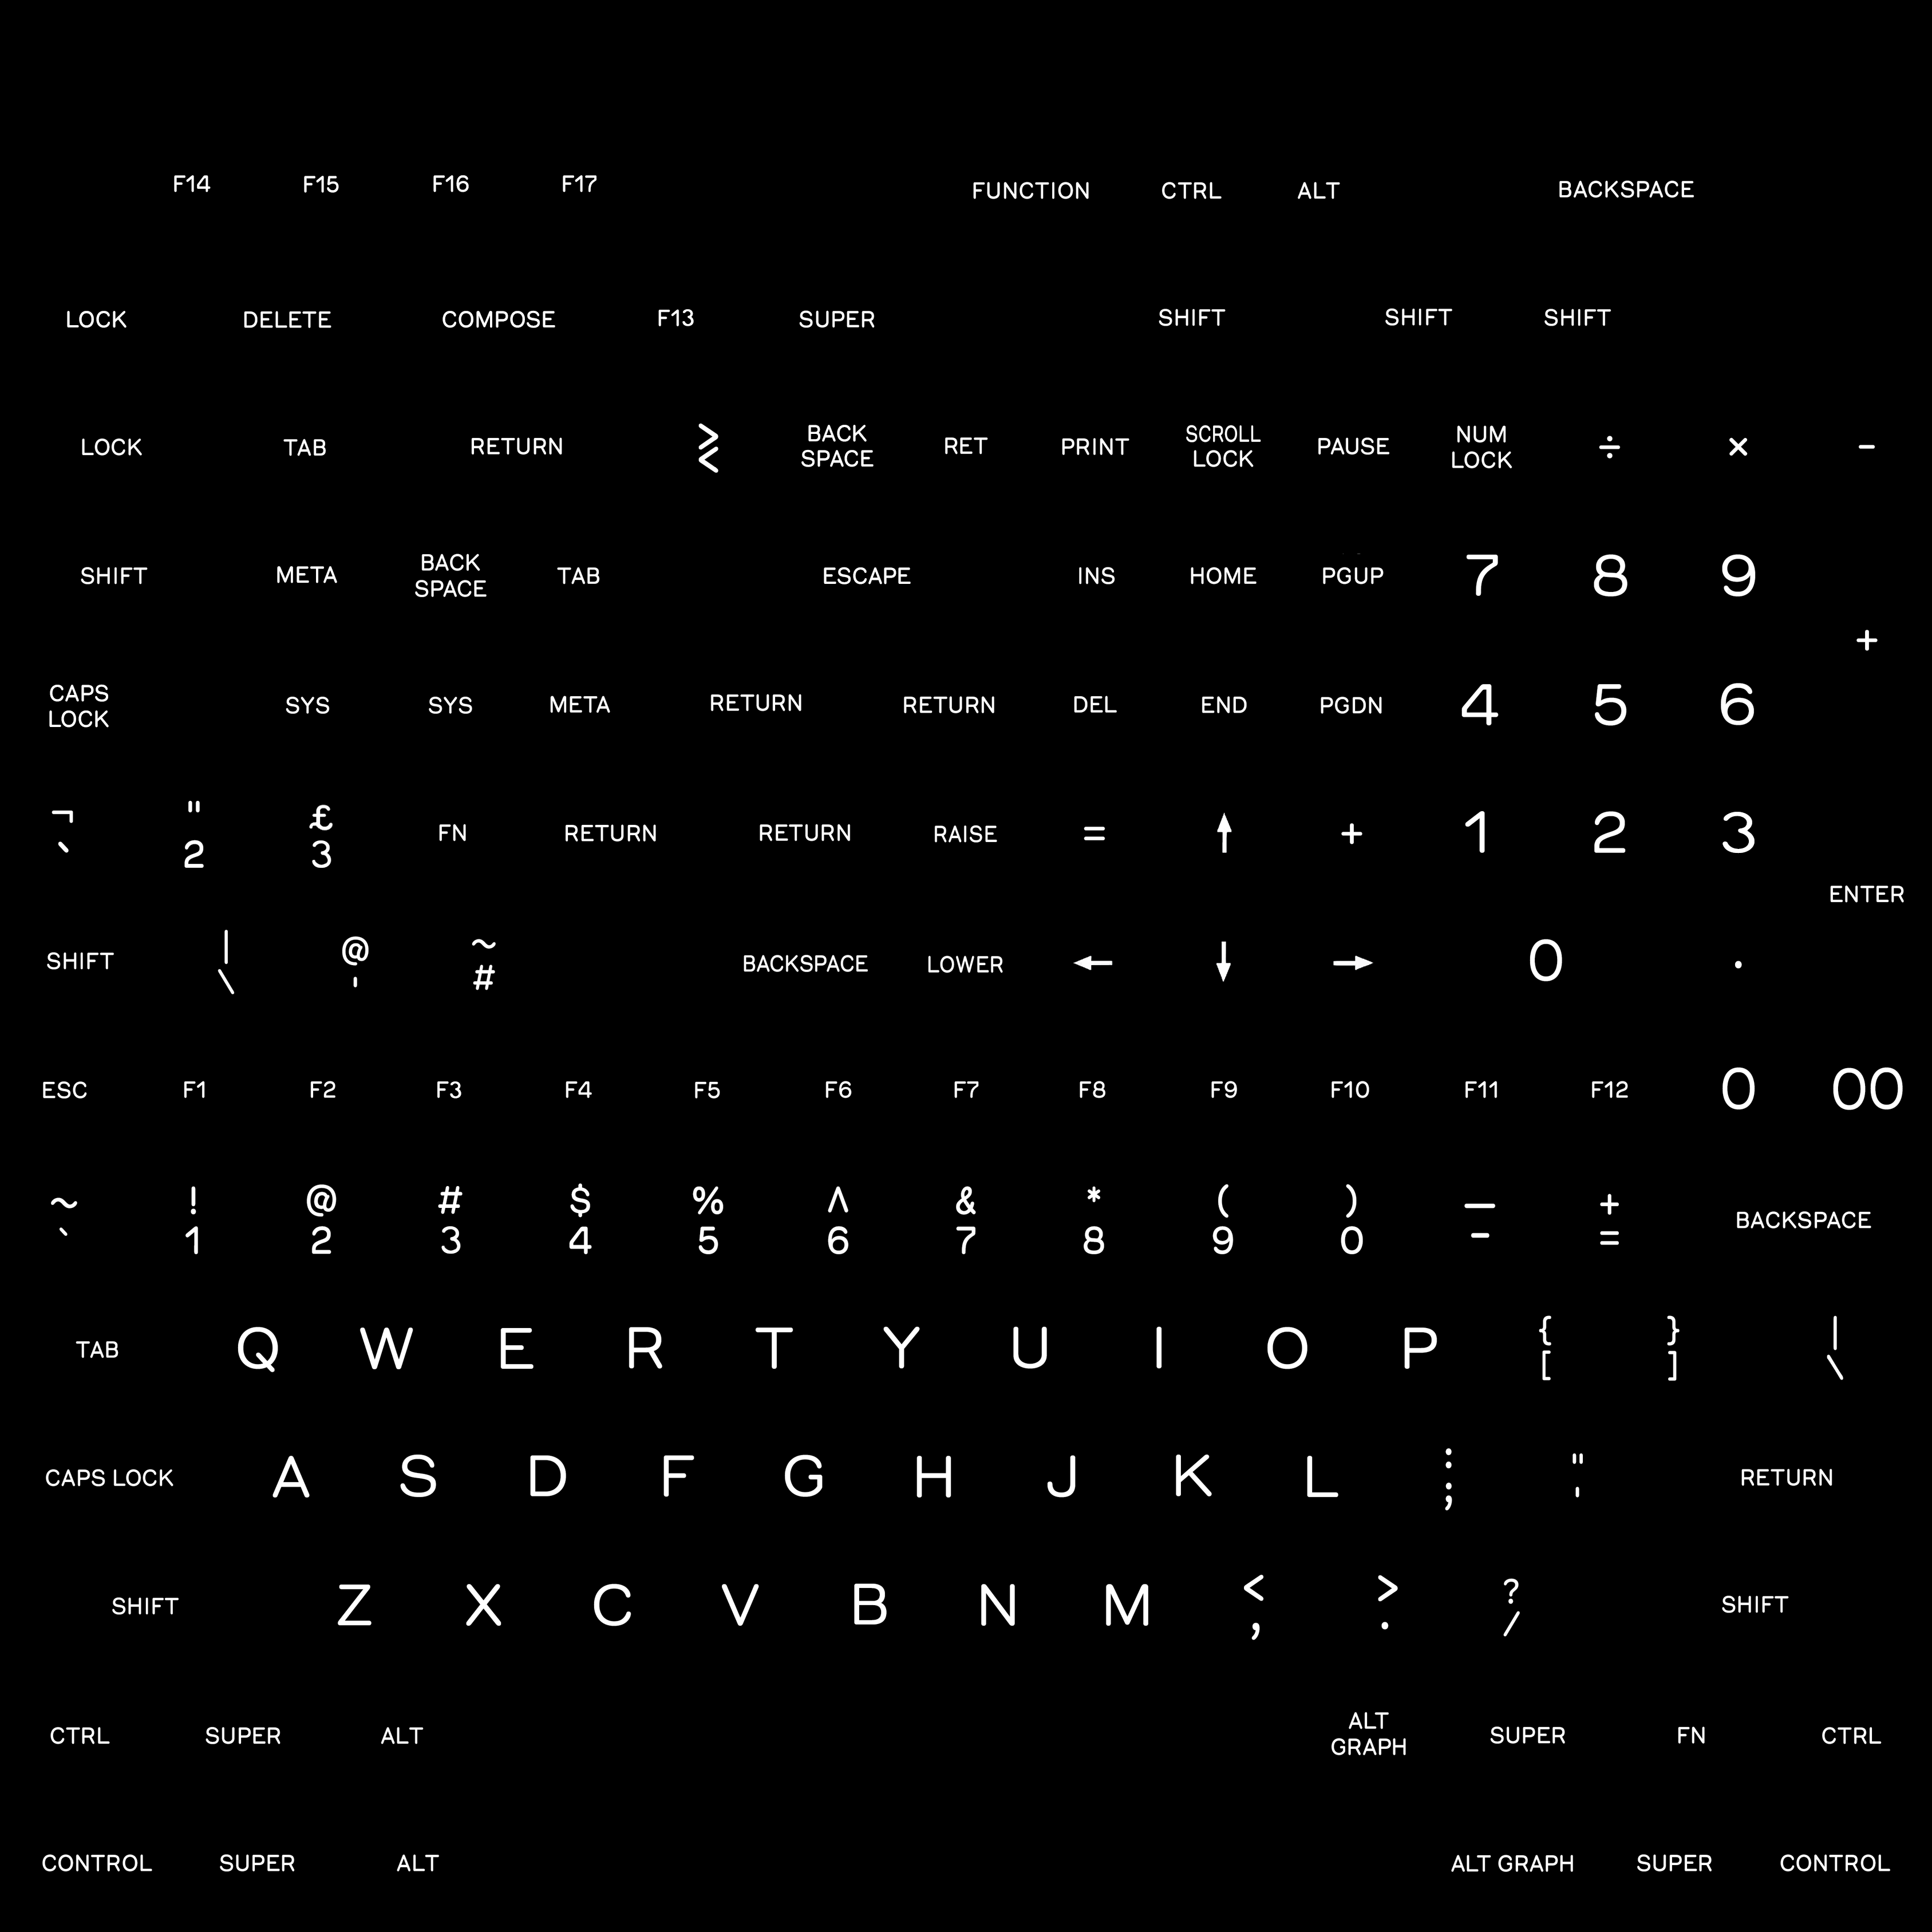 F14 F15 F16 F17 FUNCTION CTRL ALT BACKSPACE
LOCK DELETE COMPOSE F13 SUPER SHIFT SHIFT SHIFT
LOCK TAB RETURN > < BACK SPACE RET PRINT SCROLL LOCK PAUSE NUM LOCK ÷ × -
SHIFT META BACK SPACE TAB ESCAPE INS HOME PGUP 7 8 9
+
CAPS LOCK SYS SYS META RETURN RETURN DEL END PGDN 4 5 6
¬ " £
` 2 3 FN RETURN RETURN RAISE = ↑ + 1 2 3
ENTER
SHIFT | @ ~
\ ' # BACKSPACE LOWER ← ↓ → 0 .
ESC F1 F2 F3 F4 F5 F6 F7 F8 F9 F10 F11 F12 0 00
~ ! @ # $ % ^ & * ( ) _ +
` 1 2 3 4 5 6 7 8 9 0 - = BACKSPACE
TAB Q W E R T Y U I O P { } |
[ ] \
CAPS LOCK A S D F G H J K L : "
; ' RETURN
SHIFT Z X C V B N M < > ?
, . / SHIFT
CTRL SUPER ALT ALT GRAPH SUPER FN CTRL
CONTROL SUPER ALT ALT GRAPH SUPER CONTROL